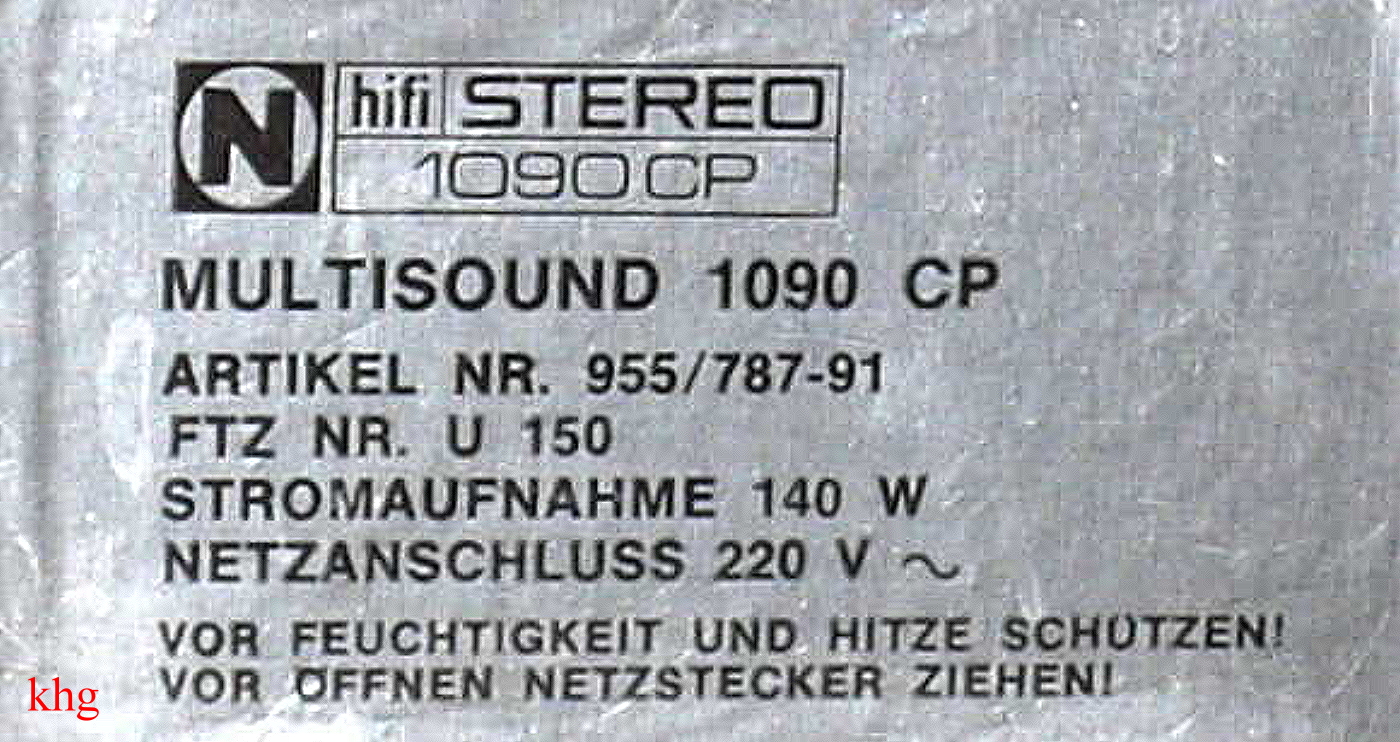 N hifi STEREO
1090 CP
MULTISOUND 1090 CP
ARTIKEL NR. 955/787-91
FTZ NR. U 150
STROMAUFNAHME 140 W
NETZANSCHLUSS 220 V ~
VOR FEUCHTIGKEIT UND HITZE SCHÜTZEN!
VOR ÖFFNEN NETZSTECKER ZIEHEN!
khg